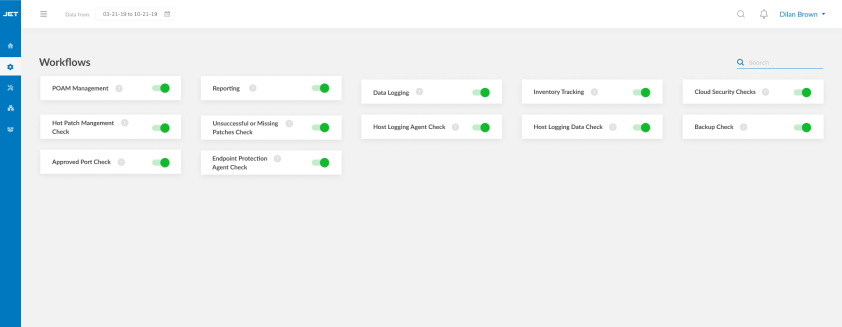 JET
Data from: 03-21-19 to 10-21-19
Dilan Brown
Workflows
Search
POAM Management
Reporting
Data Logging
Inventory Tracking
Cloud Security Checks
Hot Patch Mangement
Check
Unsuccessful or Missing
Patches Check
Host Logging Agent Check
Host Logging Data Check
Backup Check
Approved Port Check
Endpoint Protection
Agent Check